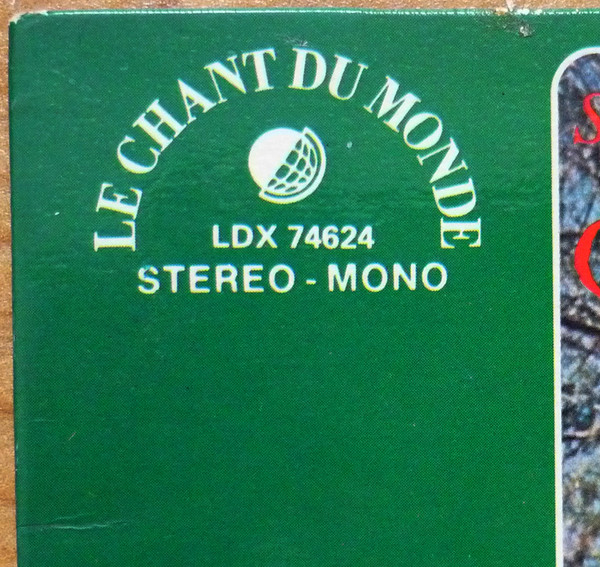 LE CHANT DU MONDE
LDX 74624
STEREO - MONO